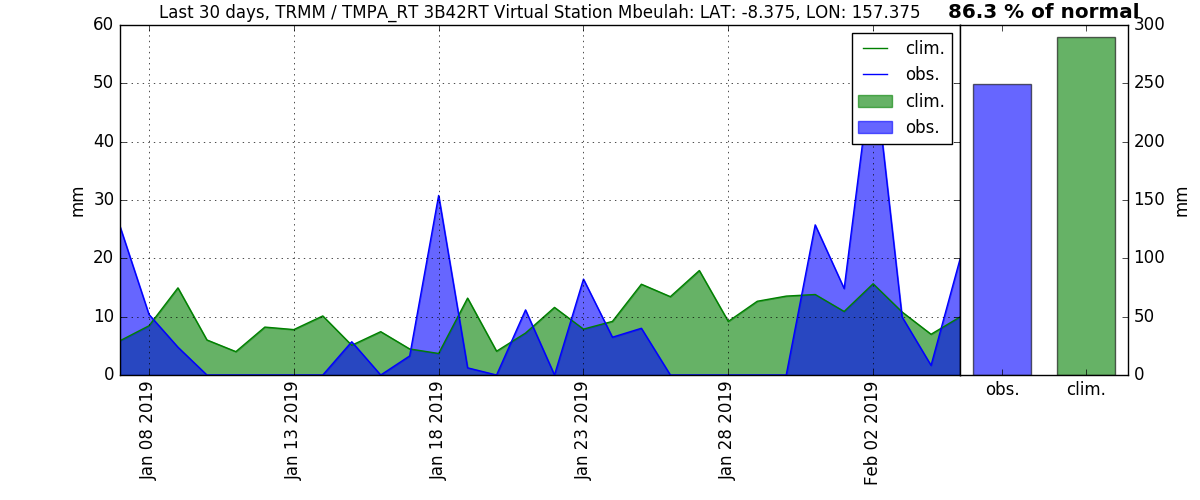 Last 30 days, TRMM / TMPA_RT 3B42RT Virtual Station Mbeulah: LAT: -8.375, LON: 157.375
86.3 % of normal
60
50
40
30
20
10
0
mm
clim.
obs.
clim.
obs.
300
250
200
150
100
50
0
mm
Jan 08 2019
Jan 13 2019
Jan 18 2019
Jan 23 2019
Jan 28 2019
Feb 02 2019
obs.
clim.